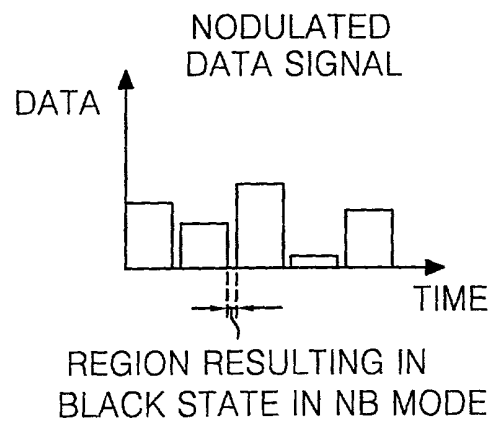 NODULATED
DATA SIGNAL
DATA
TIME
REGION RESULTING IN
BLACK STATE IN NB MODE